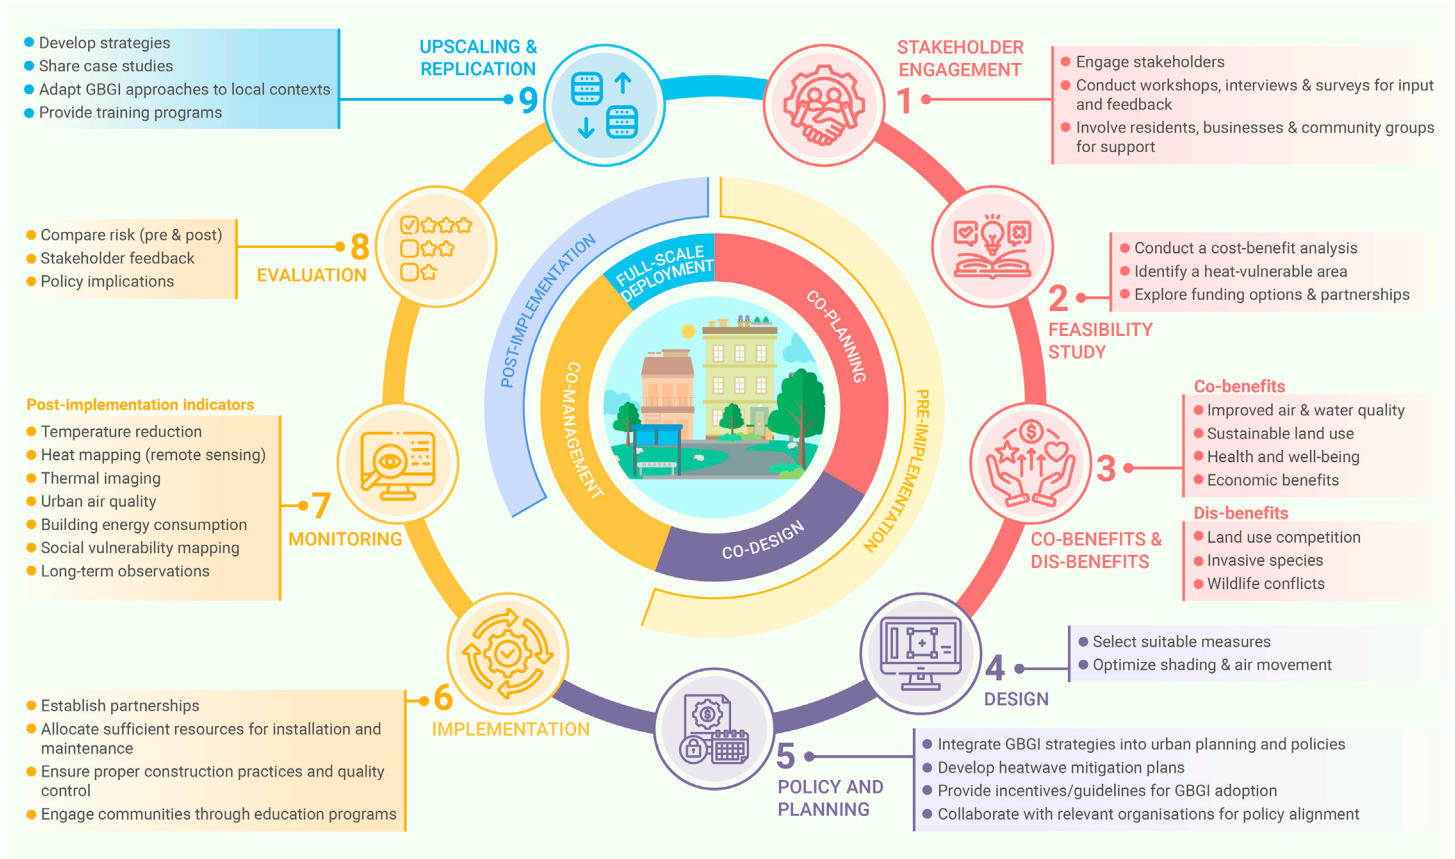 STAKEHOLDER
ENGAGEMENT
1
Engage stakeholders
Conduct workshops, interviews & surveys for input
and feedback
Involve residents, businesses & community groups
for support
2
FEASIBILITY
STUDY
Conduct a cost-benefit analysis
Identify a heat-vulnerable area
Explore funding options & partnerships
3
CO-BENEFITS &
DIS-BENEFITS
Co-benefits
Improved air & water quality
Sustainable land use
Health and well-being
Economic benefits
Dis-benefits
Land use competition
Invasive species
Wildlife conflicts
4
DESIGN
Select suitable measures
Optimize shading & air movement
5
POLICY AND
PLANNING
Integrate GBGI strategies into urban planning and policies
Develop heatwave mitigation plans
Provide incentives/guidelines for GBGI adoption
Collaborate with relevant organisations for policy alignment
6
IMPLEMENTATION
Establish partnerships
Allocate sufficient resources for installation and
maintenance
Ensure proper construction practices and quality
control
Engage communities through education programs
7
MONITORING
Post-implementation indicators
Temperature reduction
Heat mapping (remote sensing)
Thermal imaging
Urban air quality
Building energy consumption
Social vulnerability mapping
Long-term observations
8
EVALUATION
Compare risk (pre & post)
Stakeholder feedback
Policy implications
UPSCALING &
REPLICATION
9
Develop strategies
Share case studies
Adapt GBGI approaches to local contexts
Provide training programs
POST-IMPLEMENTATION
PRE-IMPLEMENTATION
FULL-SCALE
DEPLOYMENT
CO-PLANNING
CO-DESIGN
CO-MANAGEMENT